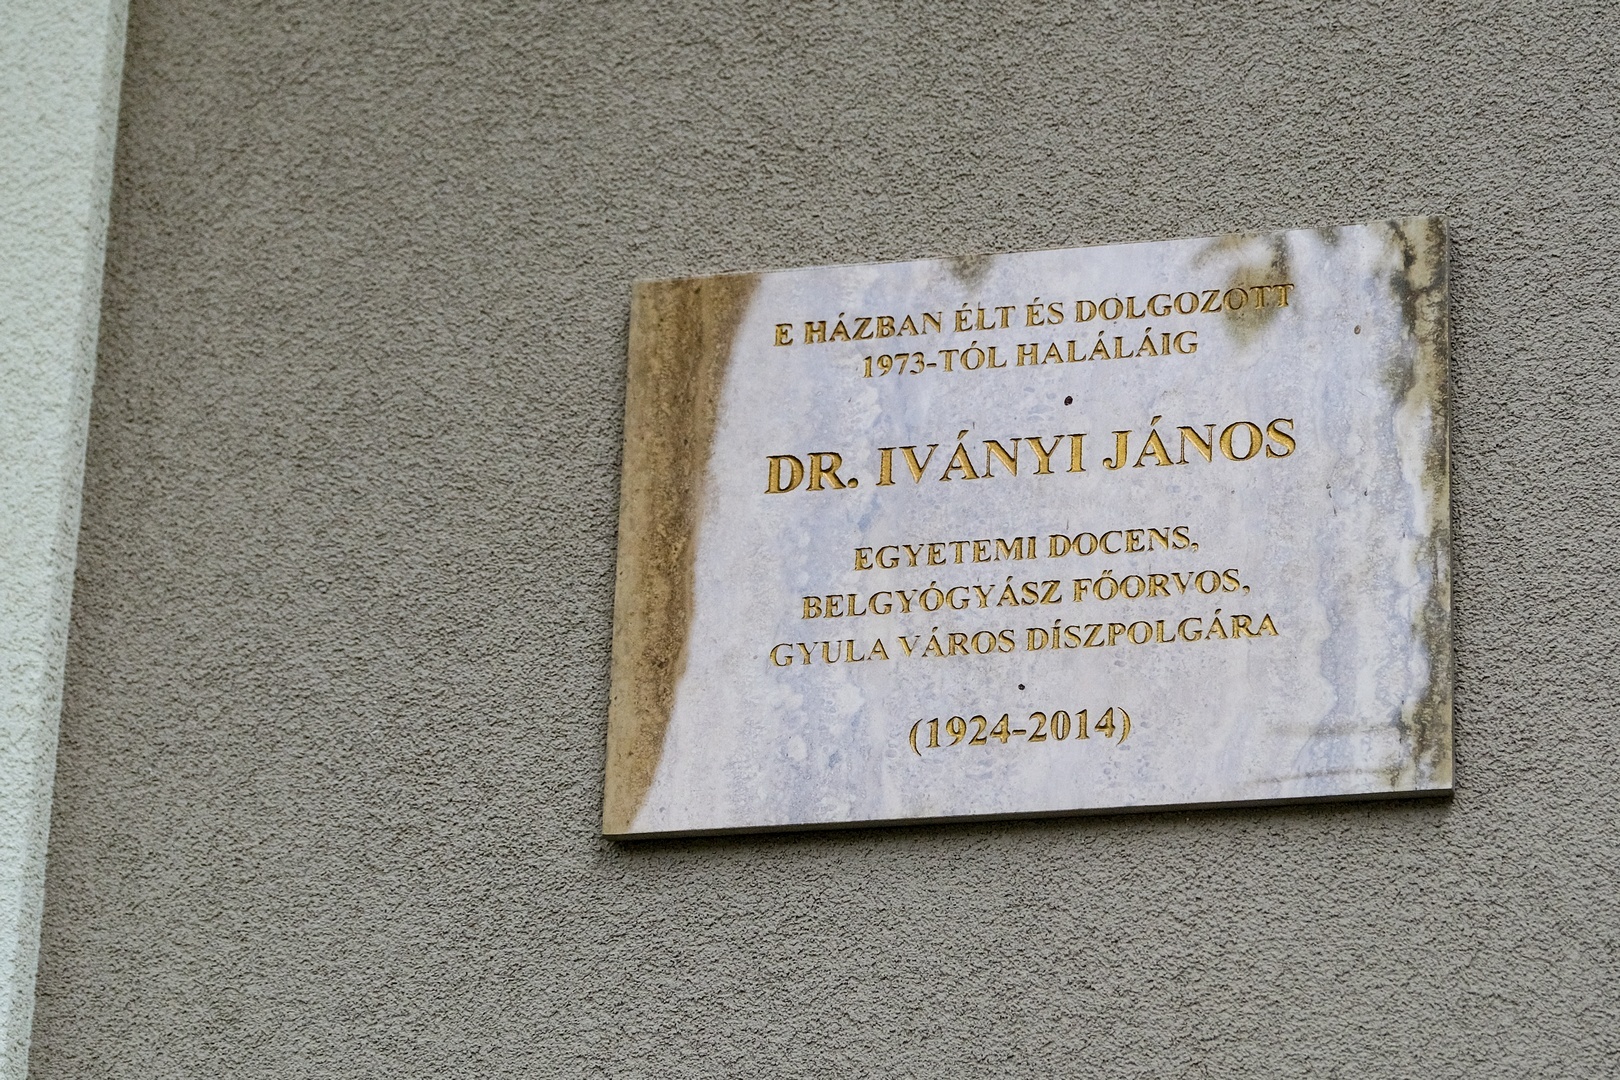 E HÁZBAN ÉLT ÉS DOLGOZOTT
1973-TÓL HALÁLÁIG
DR. IVÁNYI JÁNOS
EGYETEMI DOCENS,
BELGYÓGYÁSZ FŐORVOS,
GYULA VÁROS DÍSZPOLGÁRA
(1924-2014)